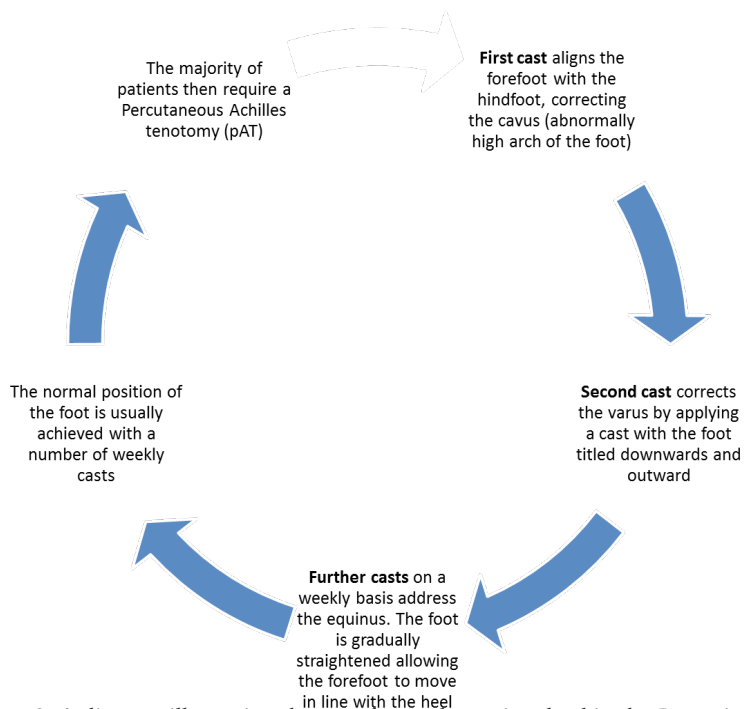 First cast aligns the
forefoot with the
hindfoot, correcting
the cavus (abnormally
high arch of the foot)
Second cast corrects
the varus by applying
a cast with the foot
titled downwards and
outward
Further casts on a
weekly basis address
the equinus. The foot
is gradually
straightened allowing
the forefoot to move
in line with the heel
The normal position of
the foot is usually
achieved with a
number of weekly
casts
The majority of
patients then require a
Percutaneous Achilles
tenotomy (pAT)